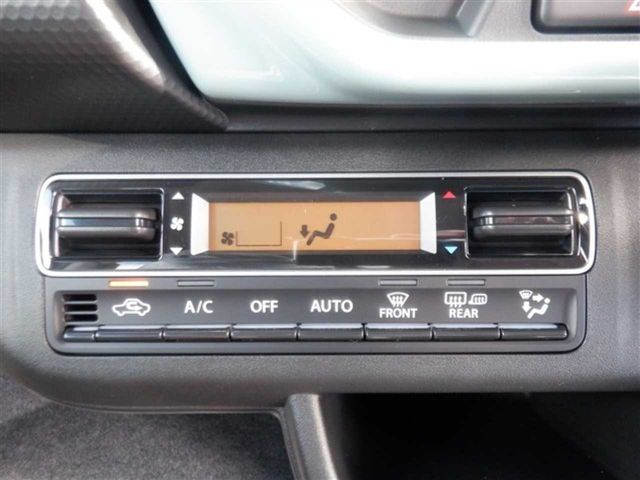 A/C OFF AUTO FRONT REAR